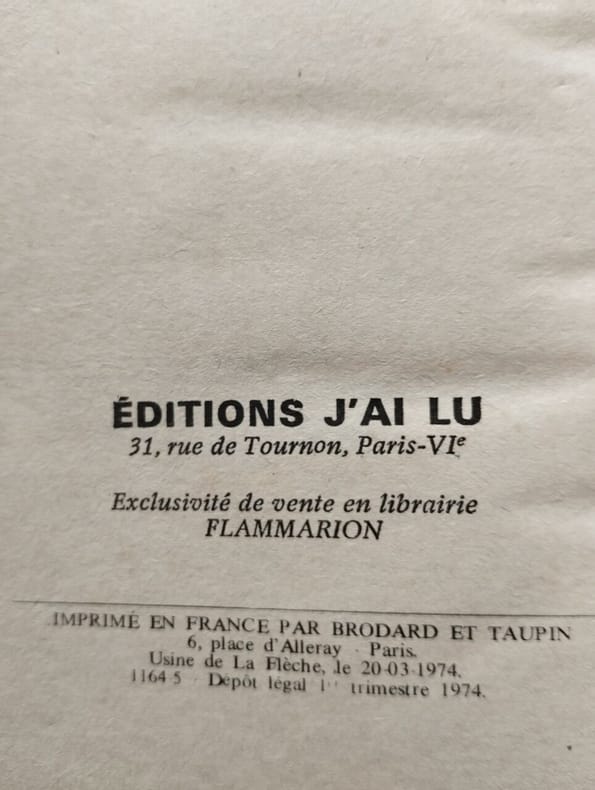 ÉDITIONS J'AI LU
31, rue de Tournon, Paris-VIe
Exclusivité de vente en librairie
FLAMMARION
IMPRIMÉ EN FRANCE PAR BRODARD ET TAUPIN
6, place d'Alleray - Paris.
Usine de La Flèche, le 20-03-1974.
1164-5 - Dépôt légal 1er trimestre 1974.